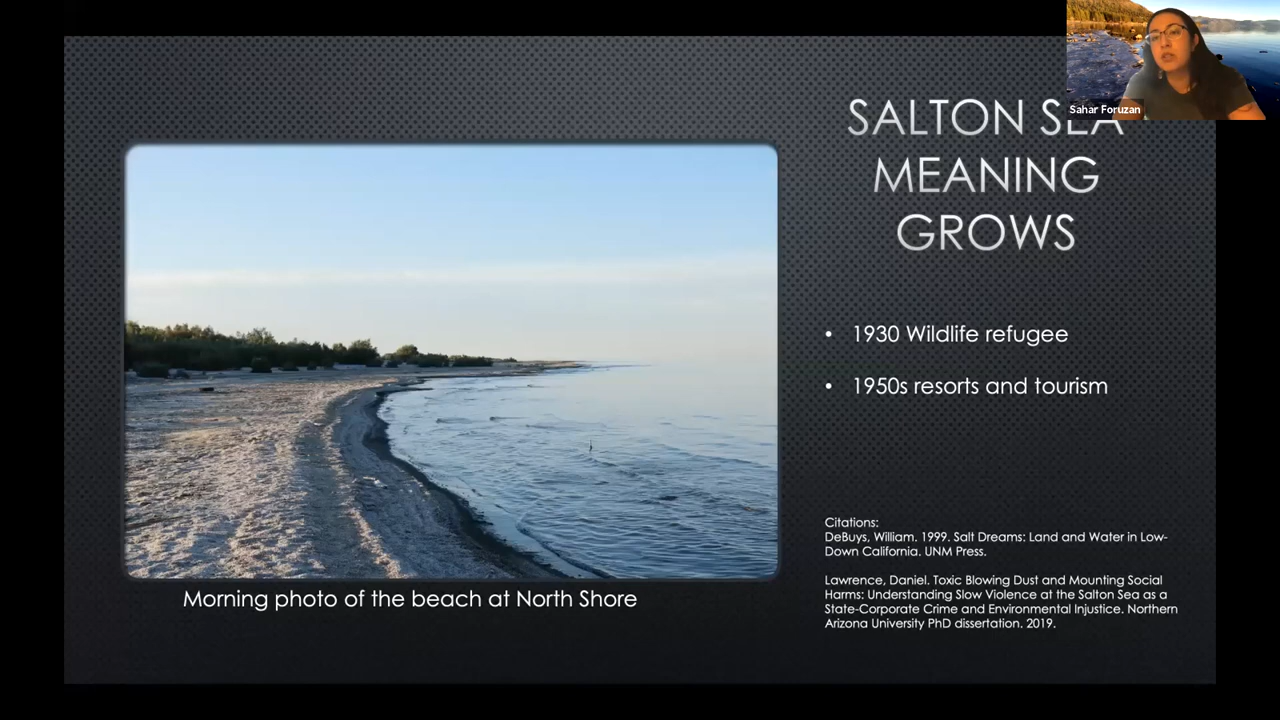 Sahar Foruzan
SALTON SEA
MEANING
GROWS
• 1930 Wildlife refugee
• 1950s resorts and tourism
Citations:
DeBuys, William. 1999. Salt Dreams: Land and Water in Low-
Down California. UNM Press.
Lawrence, Daniel. Toxic Blowing Dust and Mounting Social
Harms: Understanding Slow Violence at the Salton Sea as a
State-Corporate Crime and Environmental Injustice. Northern
Arizona University PhD dissertation. 2019.
Morning photo of the beach at North Shore